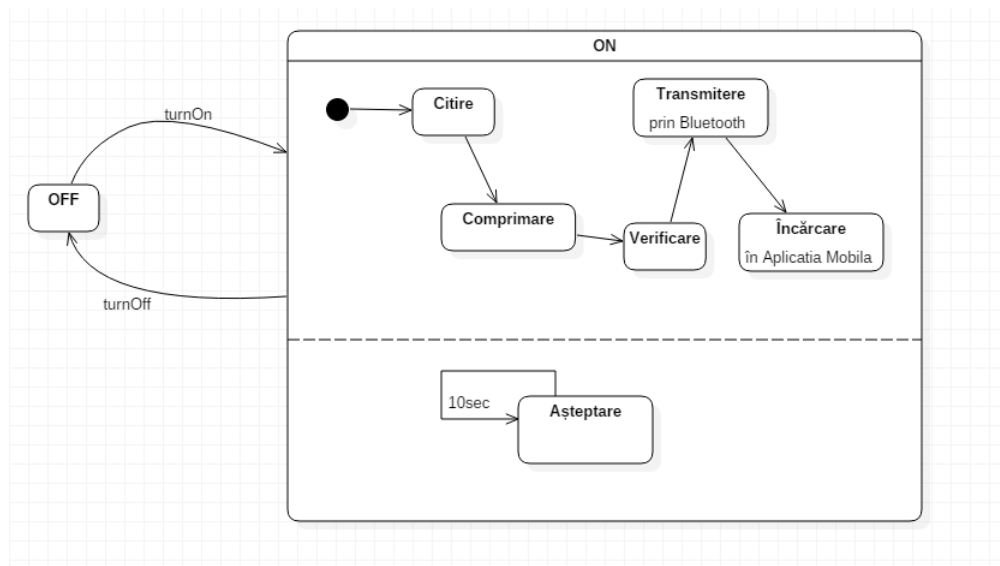 ON
turnOn
OFF
turnOff
Citire
Comprimare
Verificare
Transmitere
prin Bluetooth
Încărcare
în Aplicatia Mobila
10sec
Așteptare